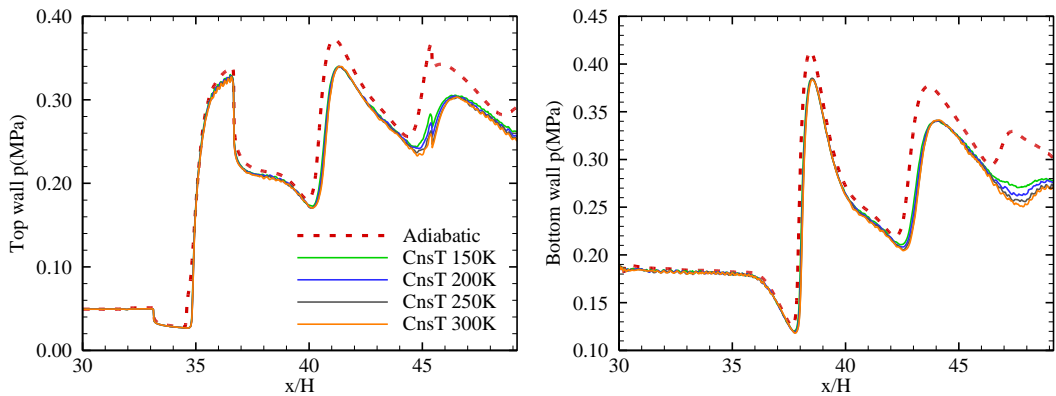 0.40
0.30
0.20
0.10
0.00
Top wall p(MPa)
30
35
40
45
x/H
Adiabatic
CnsT 150K
CnsT 200K
CnsT 250K
CnsT 300K
0.45
0.40
0.35
0.30
0.25
0.20
0.15
0.10
Bottom wall p(MPa)
30
35
40
45
x/H